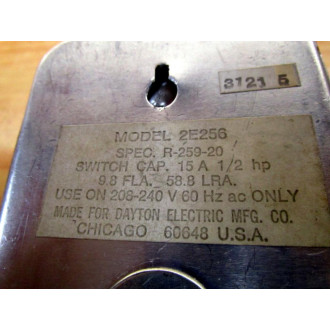 3121 5
MODEL 2E256
SPEC. R-259-20
SWITCH CAP. 15 A 1/2 hp
9.8 FLA. 58.8 LRA.
USE ON 208-240 V 60 Hz ac ONLY
MADE FOR DAYTON ELECTRIC MFG. CO.
CHICAGO 60648 U.S.A.